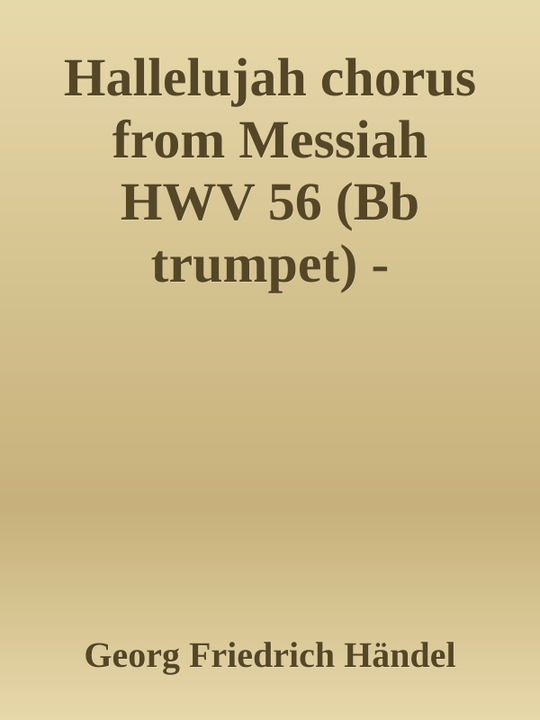 Hallelujah chorus
from Messiah
HWV 56 (Bb
trumpet) -
Georg Friedrich Händel